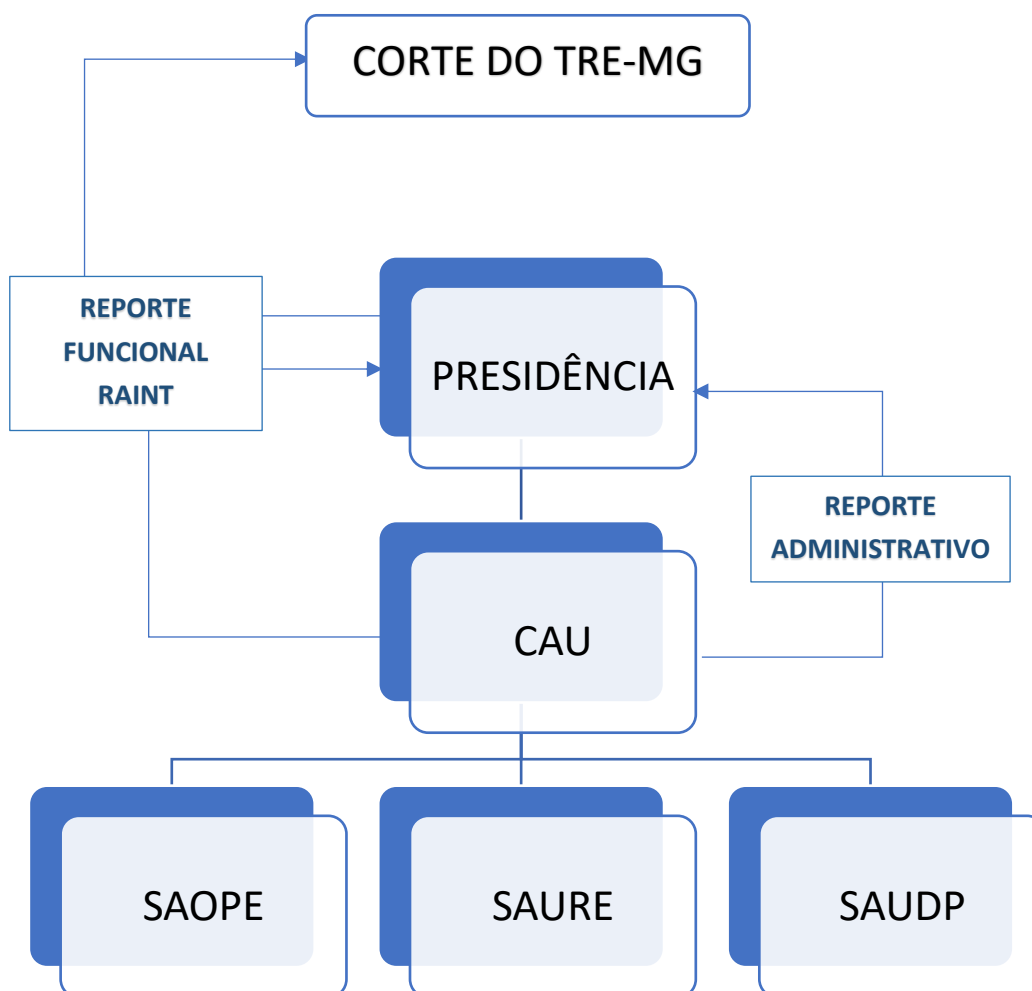 CORTE DO TRE-MG
REPORTE
FUNCIONAL
RAINT
PRESIDÊNCIA
REPORTE
ADMINISTRATIVO
CAU
SAOPE
SAURE
SAUDP